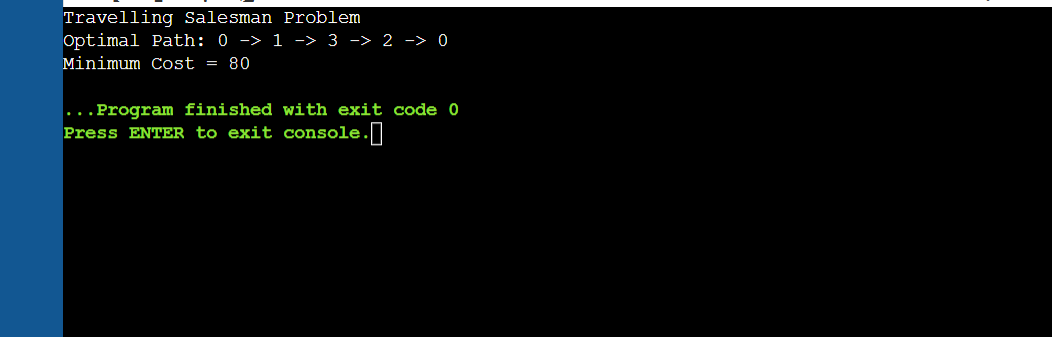 Travelling Salesman Problem
Optimal Path: 0 -> 1 -> 3 -> 2 -> 0
Minimum Cost = 80
...Program finished with exit code 0
Press ENTER to exit console.